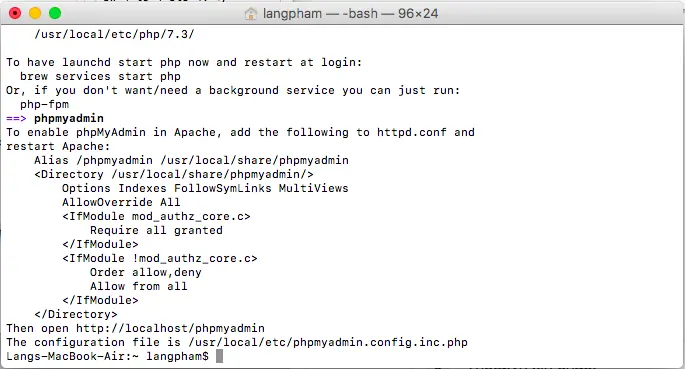 langpham — -bash — 96×24
    /usr/local/etc/php/7.3/

To have launchd start php now and restart at login:
  brew services start php
Or, if you don't want/need a background service you can just run:
  php-fpm
==> phpmyadmin
To enable phpMyAdmin in Apache, add the following to httpd.conf and
restart Apache:
    Alias /phpmyadmin /usr/local/share/phpmyadmin
    <Directory /usr/local/share/phpmyadmin/>
        Options Indexes FollowSymLinks MultiViews
        AllowOverride All
        <IfModule mod_authz_core.c>
            Require all granted
        </IfModule>
        <IfModule !mod_authz_core.c>
            Order allow,deny
            Allow from all
        </IfModule>
    </Directory>
Then open http://localhost/phpmyadmin
The configuration file is /usr/local/etc/phpmyadmin.config.inc.php
Langs-MacBook-Air:~ langpham$